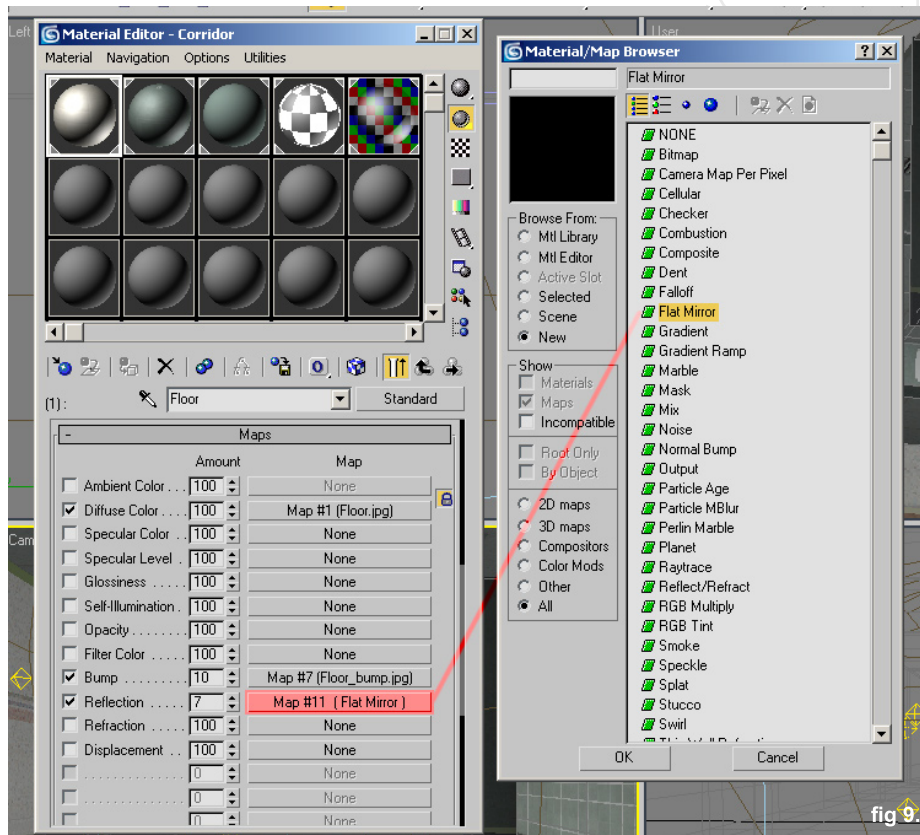 Left
User
Material Editor - Corridor
Material Navigation Options Utilities
(1) :
Floor
Standard
- Maps
Amount Map
Ambient Color . . . 100 None
Diffuse Color . . . . 100 Map #1 (Floor.jpg)
Specular Color . . 100 None
Specular Level . 100 None
Glossiness . . . . . 100 None
Self-Illumination . 100 None
Opacity . . . . . . . . 100 None
Filter Color . . . . . 100 None
Bump . . . . . . . . . 10 Map #7 (Floor_bump.jpg)
Reflection . . . . . 7 Map #11 ( Flat Mirror )
Refraction . . . . . 100 None
Displacement . . 100 None
. . . . . . . . . . . . . . 0 None
. . . . . . . . . . . . . . 0 None
0 None
Cam
Material/Map Browser
Flat Mirror
Browse From:
Mtl Library
Mtl Editor
Active Slot
Selected
Scene
New
Show
Materials
Maps
Incompatible
Root Only
By Object
2D maps
3D maps
Compositors
Color Mods
Other
All
NONE
Bitmap
Camera Map Per Pixel
Cellular
Checker
Combustion
Composite
Dent
Falloff
Flat Mirror
Gradient
Gradient Ramp
Marble
Mask
Mix
Noise
Normal Bump
Output
Particle Age
Particle MBlur
Perlin Marble
Planet
Raytrace
Reflect/Refract
RGB Multiply
RGB Tint
Smoke
Speckle
Splat
Stucco
Swirl
OK
Cancel
fig 9.